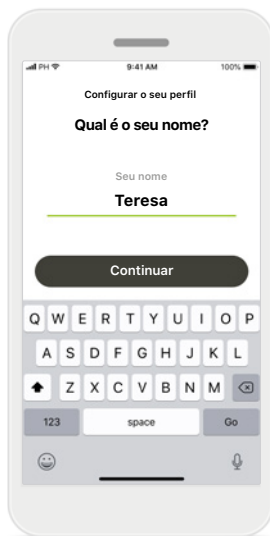 PH 9:41 AM 100%
Configurar o seu perfil
Qual é o seu nome?
Seu nome
Teresa
Continuar
Q W E R T Y U I O P
A S D F G H J K L
Z X C V B N M
123 space Go